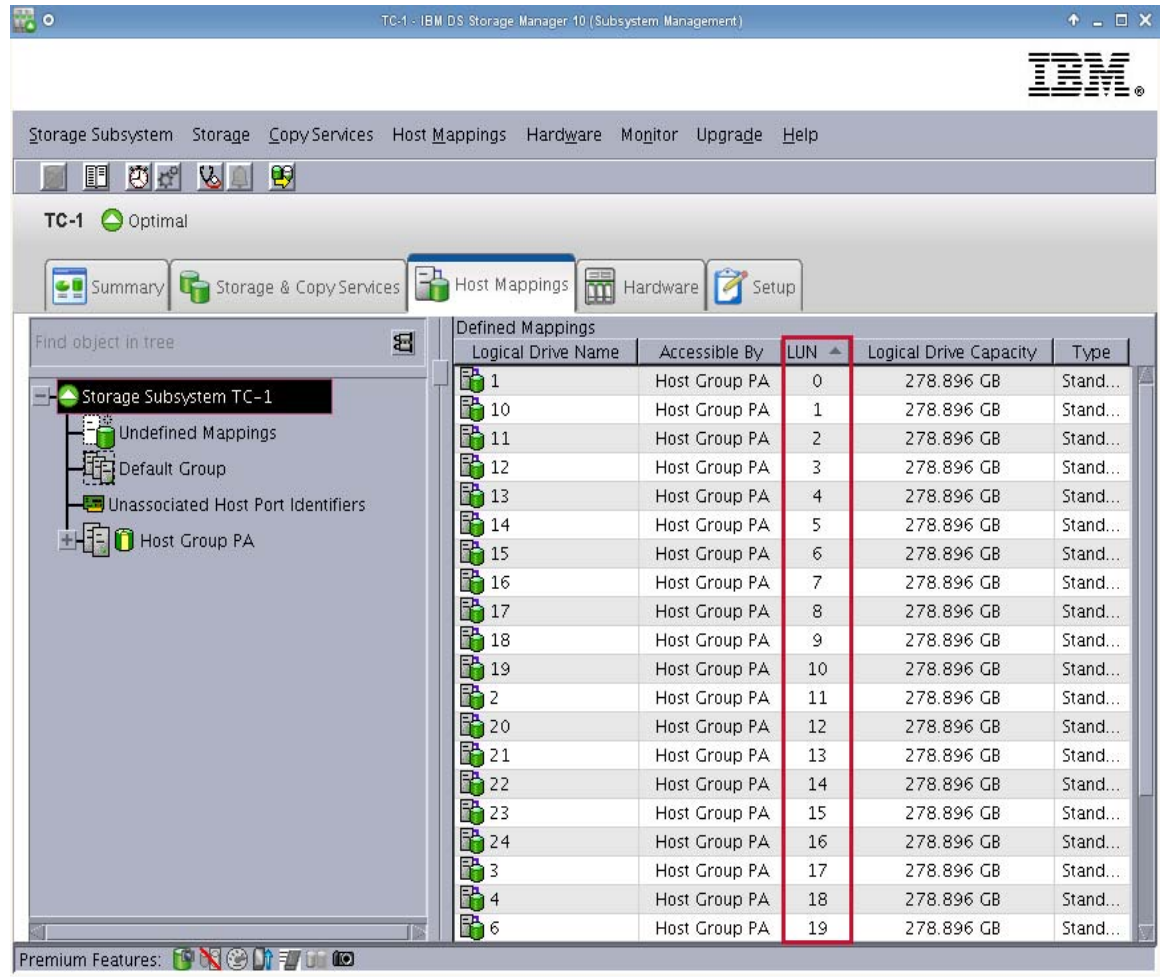 TC-1 - IBM DS Storage Manager 10 (Subsystem Management)
IBM®
Storage Subsystem Storage Copy Services Host Mappings Hardware Monitor Upgrade Help
TC-1 Optimal
Summary Storage & Copy Services Host Mappings Hardware Setup
Find object in tree
Storage Subsystem TC-1
Undefined Mappings
Default Group
Unassociated Host Port Identifiers
Host Group PA
Defined Mappings
Logical Drive Name Accessible By LUN Logical Drive Capacity Type
1 Host Group PA 0 278.896 GB Stand...
10 Host Group PA 1 278.896 GB Stand...
11 Host Group PA 2 278.896 GB Stand...
12 Host Group PA 3 278.896 GB Stand...
13 Host Group PA 4 278.896 GB Stand...
14 Host Group PA 5 278.896 GB Stand...
15 Host Group PA 6 278.896 GB Stand...
16 Host Group PA 7 278.896 GB Stand...
17 Host Group PA 8 278.896 GB Stand...
18 Host Group PA 9 278.896 GB Stand...
19 Host Group PA 10 278.896 GB Stand...
2 Host Group PA 11 278.896 GB Stand...
20 Host Group PA 12 278.896 GB Stand...
21 Host Group PA 13 278.896 GB Stand...
22 Host Group PA 14 278.896 GB Stand...
23 Host Group PA 15 278.896 GB Stand...
24 Host Group PA 16 278.896 GB Stand...
3 Host Group PA 17 278.896 GB Stand...
4 Host Group PA 18 278.896 GB Stand...
6 Host Group PA 19 278.896 GB Stand...
Premium Features: